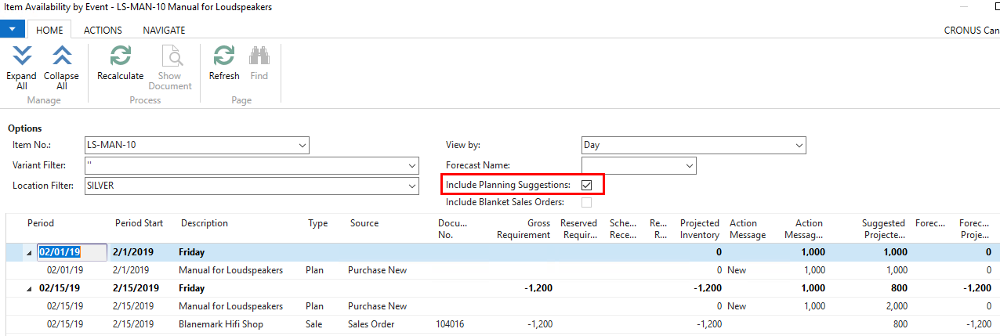 Item Availability by Event - LS-MAN-10 Manual for Loudspeakers
HOME ACTIONS NAVIGATE CRONUS Can
Expand All Collapse All Recalculate Show Document Refresh Find
Manage Process Page
Options
Item No.: LS-MAN-10 View by: Day
Variant Filter: '' Forecast Name:
Location Filter: SILVER Include Planning Suggestions:
Include Blanket Sales Orders:
Period Period Start Description Type Source Docu... No. Gross Requirement Reserved Requir... Sche... Rece... Re... R... Projected Inventory Action Message Action Messag... Suggested Projecte... Forec... Forec... Proje...
02/01/19 2/1/2019 Friday 0 1,000 1,000 0
02/01/19 2/1/2019 Manual for Loudspeakers Plan Purchase New 0 New 1,000 1,000 0
02/15/19 2/15/2019 Friday -1,200 -1,200 1,000 800 -1,200
02/15/19 2/15/2019 Manual for Loudspeakers Plan Purchase New 0 New 1,000 2,000 0
02/15/19 2/15/2019 Blanemark Hifi Shop Sale Sales Order 104016 -1,200 -1,200 800 -1,200